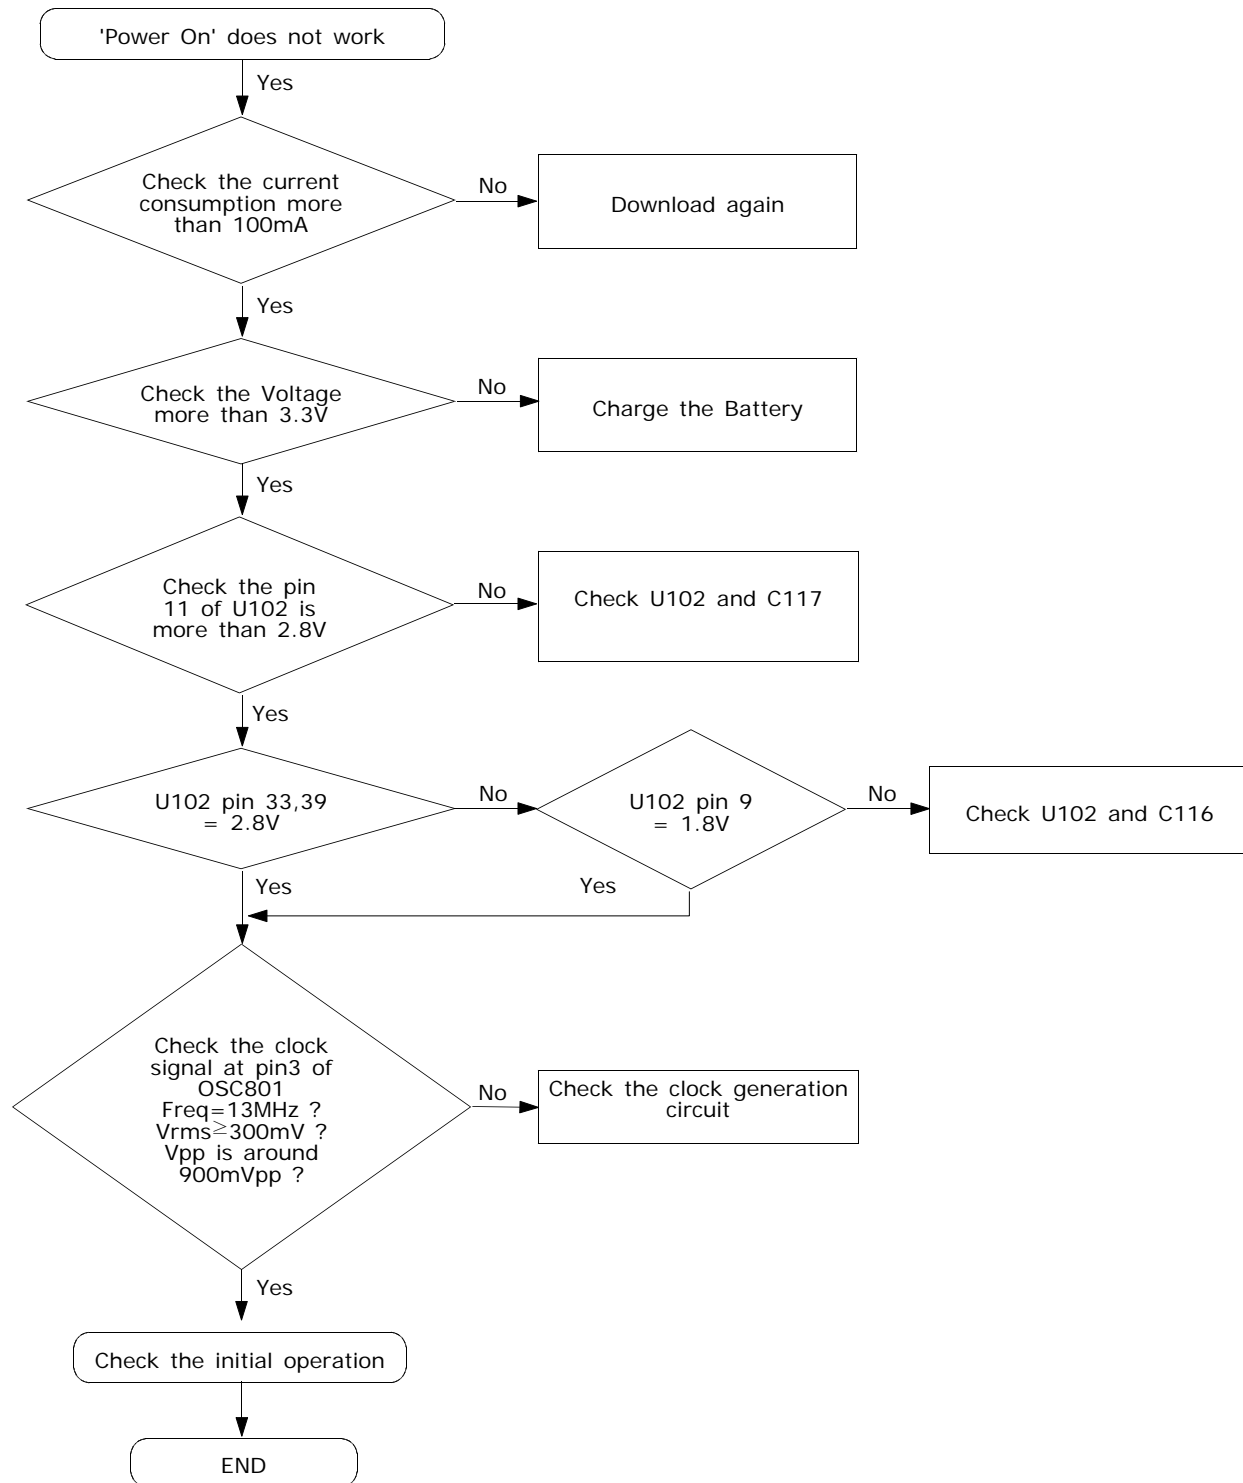 'Power On' does not work
Yes
Check the current
consumption more
than 100mA
No
Download again
Yes
Check the Voltage
more than 3.3V
No
Charge the Battery
Yes
Check the pin
11 of U102 is
more than 2.8V
No
Check U102 and C117
Yes
U102 pin 33,39
= 2.8V
No
U102 pin 9
= 1.8V
No
Check U102 and C116
Yes
Yes
Check the clock
signal at pin3 of
OSC801
Freq=13MHz ?
Vrms≥300mV ?
Vpp is around
900mVpp ?
No
Check the clock generation
circuit
Yes
Check the initial operation
END